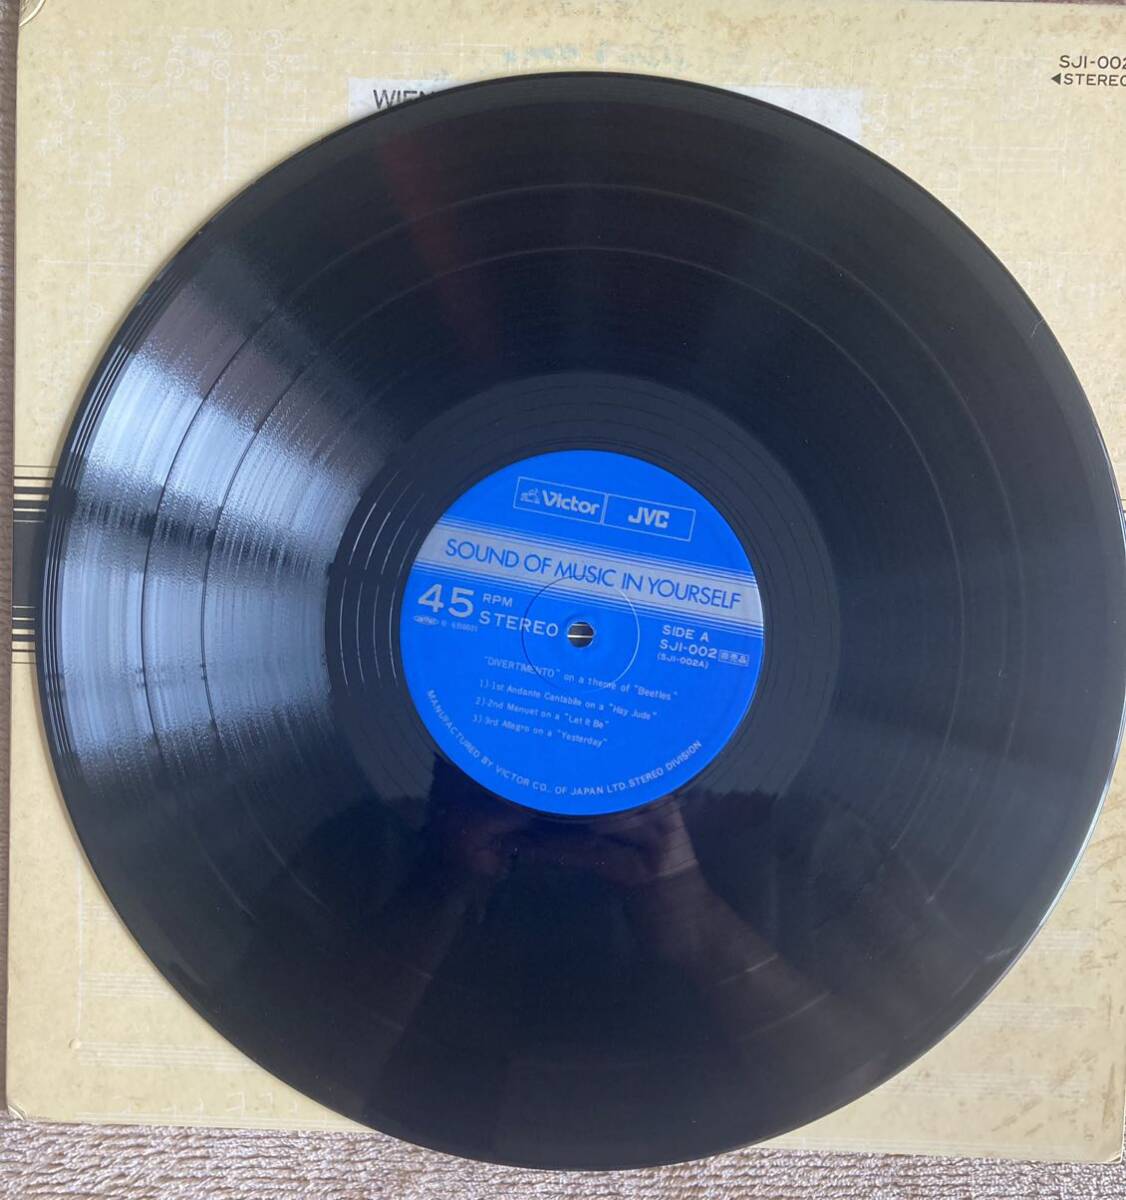 SJI-002
◀STEREO
WIEN
Victor JVC
SOUND OF MUSIC IN YOURSELF
45 RPM
STEREO
SIDE A
SJI-002
(SJI-002A)
"DIVERTIMENTO" on a theme of "Beetles"
1) 1st Andante Cantabile on a "Hay Jude"
2) 2nd Menuet on a "Let It Be"
3) 3rd Allegro on a "Yesterday"
MANUFACTURED BY VICTOR CO., OF JAPAN LTD. STEREO DIVISION